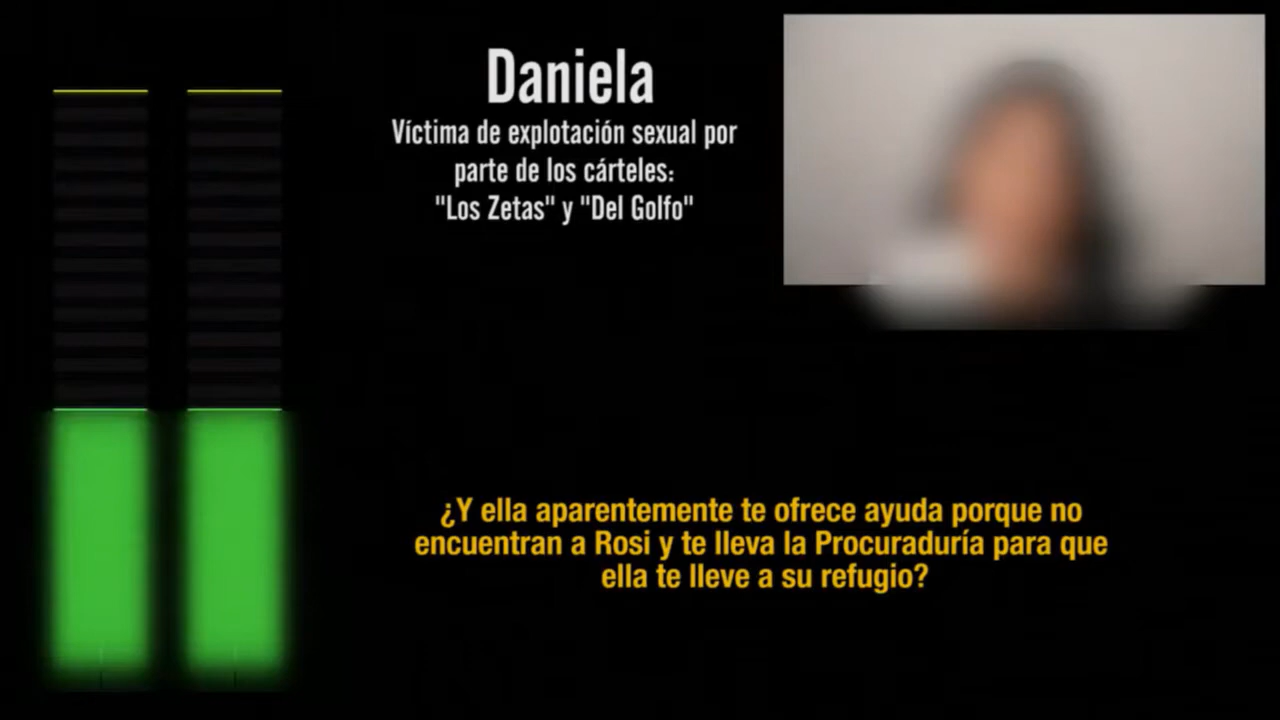 Daniela
Víctima de explotación sexual por
parte de los cárteles:
"Los Zetas" y "Del Golfo"
¿Y ella aparentemente te ofrece ayuda porque no
encuentran a Rosi y te lleva la Procuraduría para que
ella te lleve a su refugio?